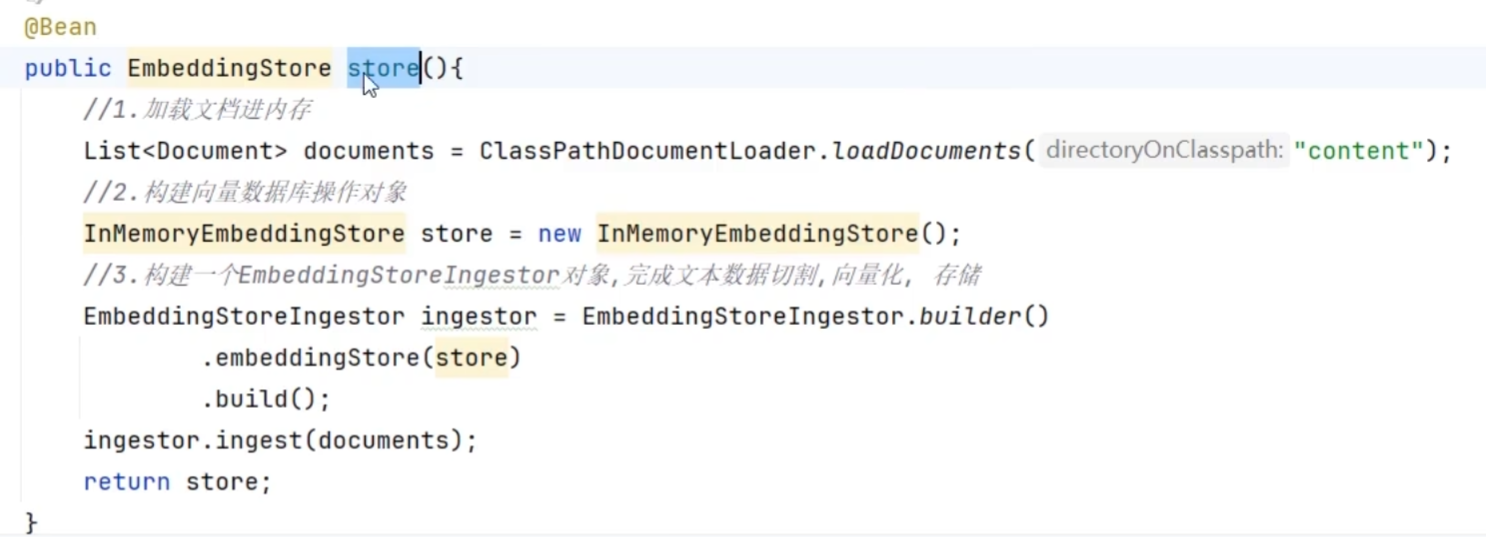 @Bean
public EmbeddingStore store(){
//1.加载文档进内存
List<Document> documents = ClassPathDocumentLoader.loadDocuments( directoryOnClasspath: "content");
//2.构建向量数据库操作对象
InMemoryEmbeddingStore store = new InMemoryEmbeddingStore();
//3.构建一个EmbeddingStoreIngestor对象,完成文本数据切割,向量化, 存储
EmbeddingStoreIngestor ingestor = EmbeddingStoreIngestor.builder()
.embeddingStore(store)
.build();
ingestor.ingest(documents);
return store;
}